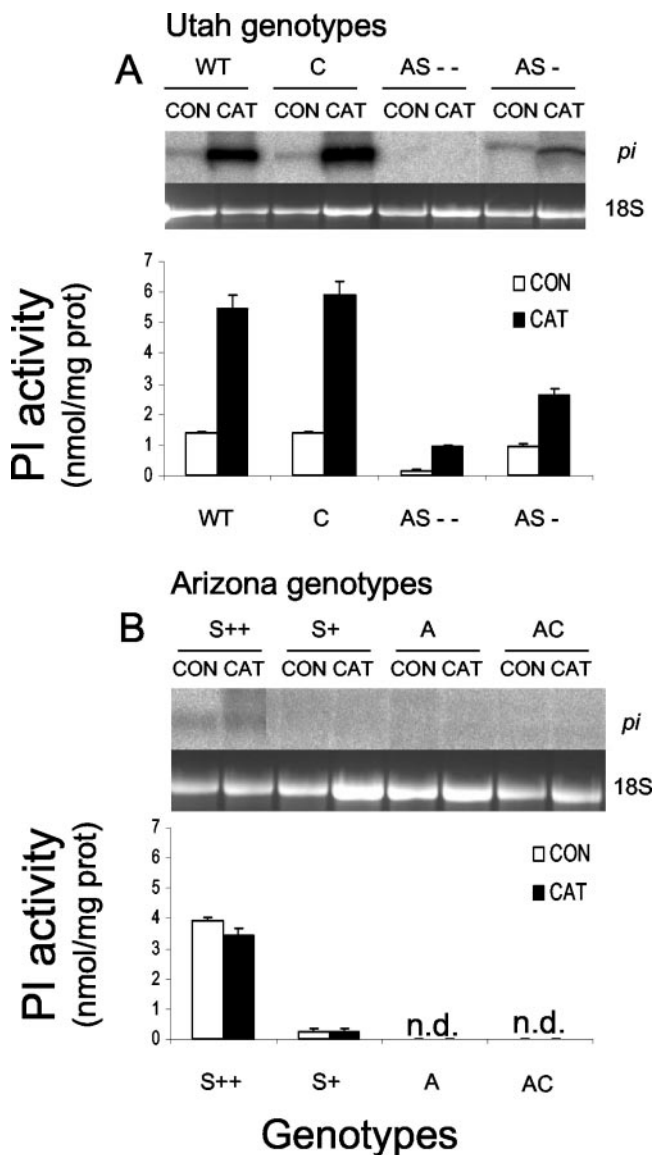 Utah genotypes
A
WT C AS - - AS -
CON CAT CON CAT CON CAT CON CAT
pi
18S
PI activity
(nmol/mg prot)
7
6
5
4
3
2
1
0
CON
CAT
WT C AS - - AS -
Arizona genotypes
B
S++ S+ A AC
CON CAT CON CAT CON CAT CON CAT
pi
18S
PI activity
(nmol/mg prot)
7
6
5
4
3
2
1
0
CON
CAT
n.d. n.d.
S++ S+ A AC
Genotypes